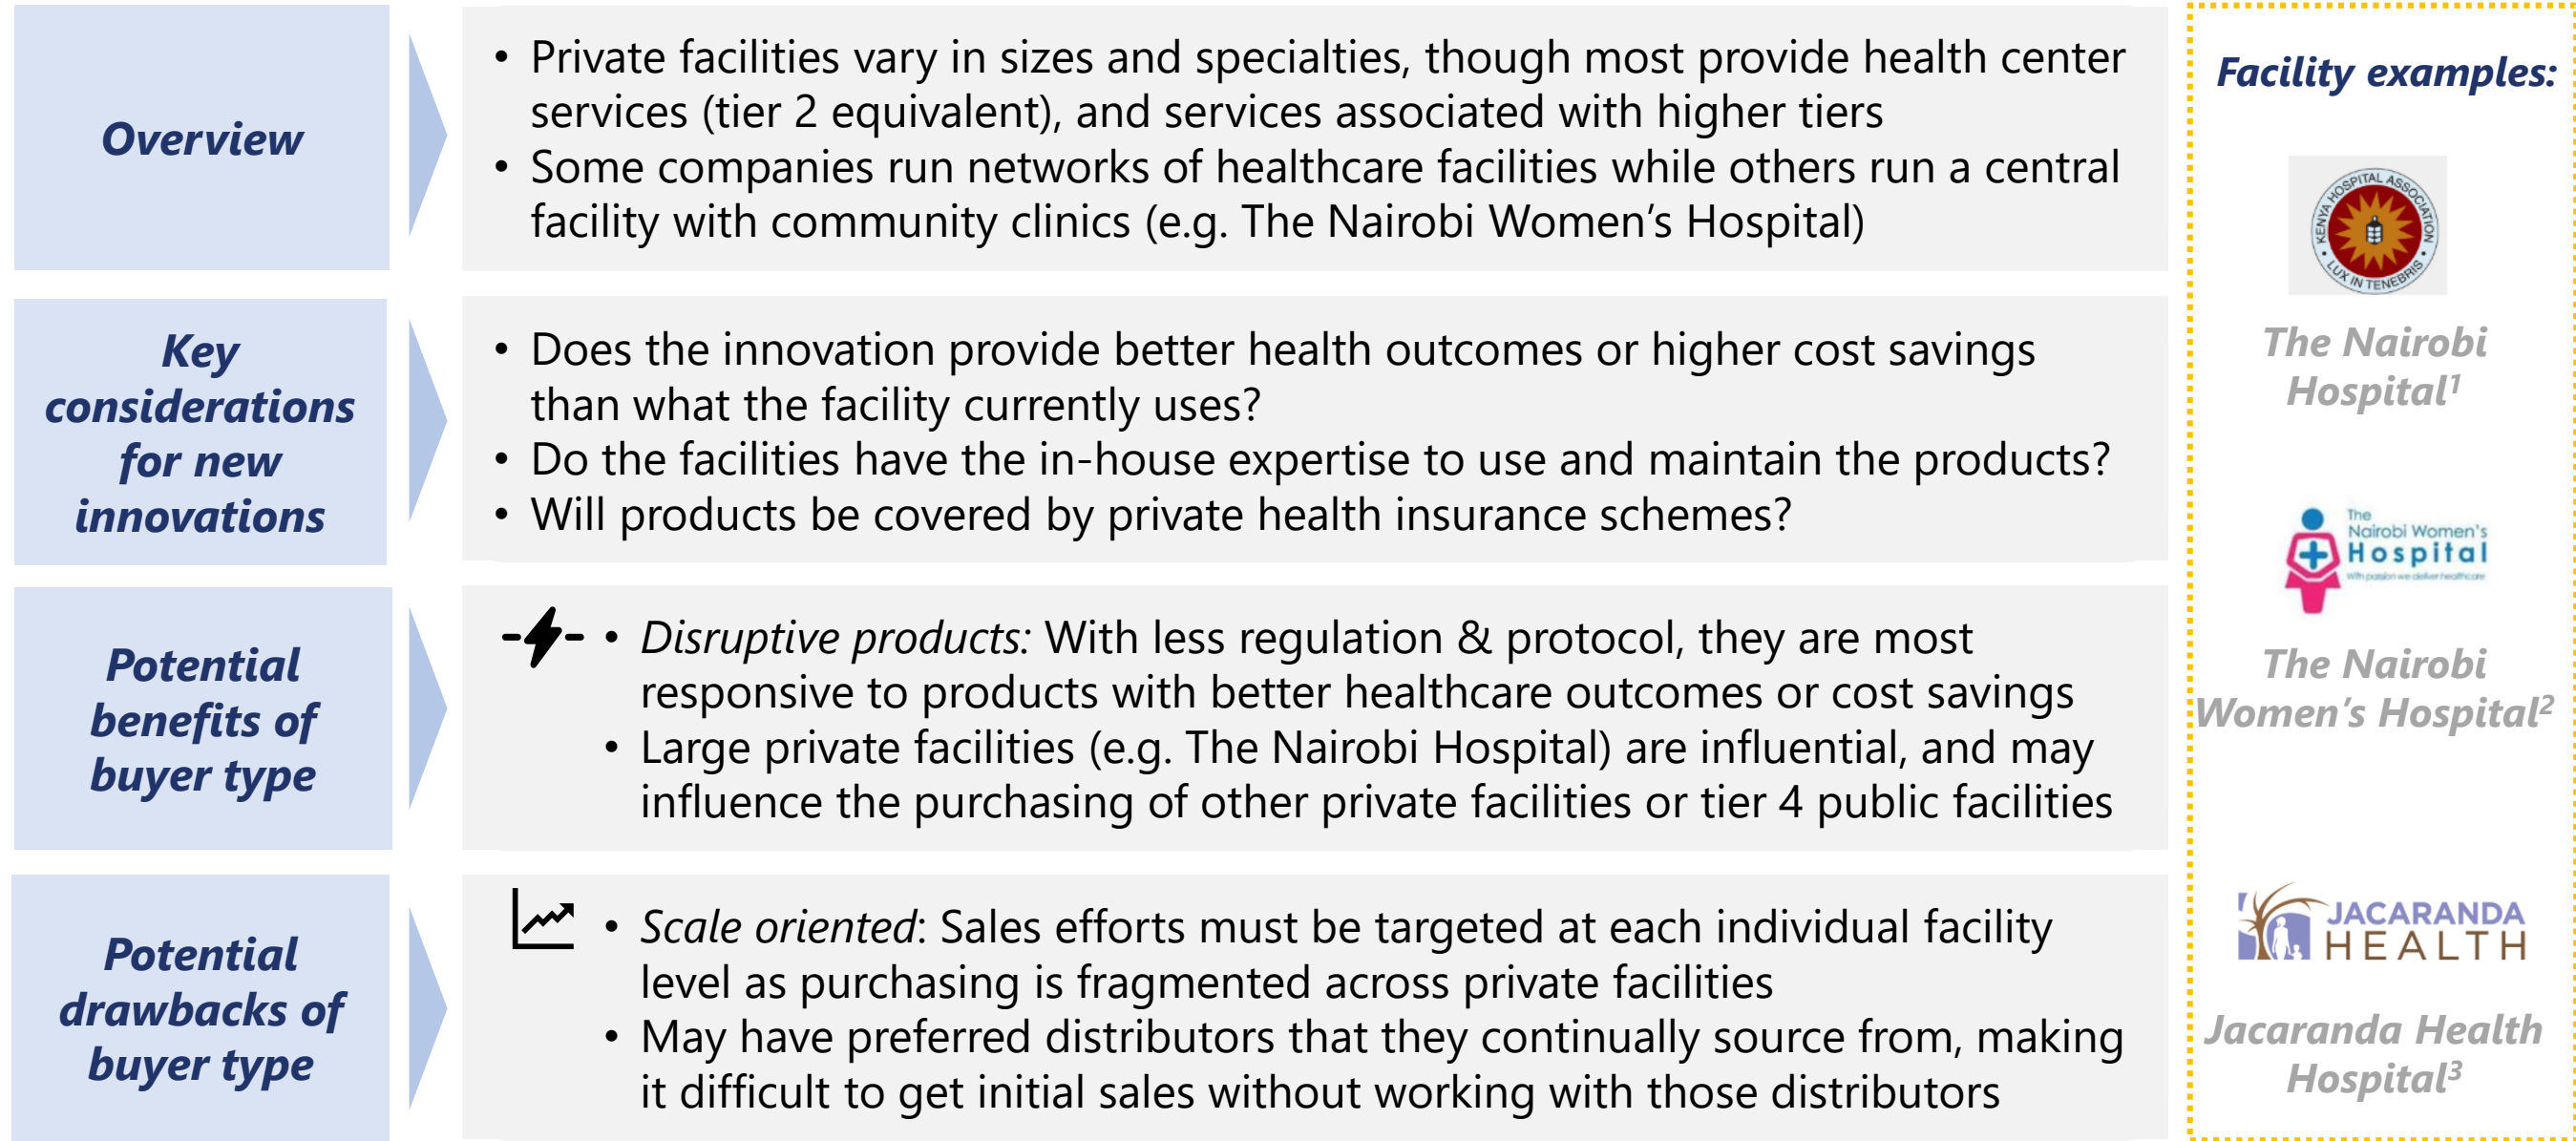 Overview
• Private facilities vary in sizes and specialties, though most provide health center
services (tier 2 equivalent), and services associated with higher tiers
• Some companies run networks of healthcare facilities while others run a central
facility with community clinics (e.g. The Nairobi Women’s Hospital)
Key
considerations
for new
innovations
• Does the innovation provide better health outcomes or higher cost savings
than what the facility currently uses?
• Do the facilities have the in-house expertise to use and maintain the products?
• Will products be covered by private health insurance schemes?
Potential
benefits of
buyer type
• Disruptive products: With less regulation & protocol, they are most
responsive to products with better healthcare outcomes or cost savings
• Large private facilities (e.g. The Nairobi Hospital) are influential, and may
influence the purchasing of other private facilities or tier 4 public facilities
Potential
drawbacks of
buyer type
• Scale oriented: Sales efforts must be targeted at each individual facility
level as purchasing is fragmented across private facilities
• May have preferred distributors that they continually source from, making
it difficult to get initial sales without working with those distributors
Facility examples:
KENYA HOSPITAL ASSOCIATION
• LUX IN TENEBRIS •
The Nairobi
Hospital¹
The
Nairobi Women's
Hospital
With passion we deliver healthcare
The Nairobi
Women’s Hospital²
JACARANDA
HEALTH
Jacaranda Health
Hospital³